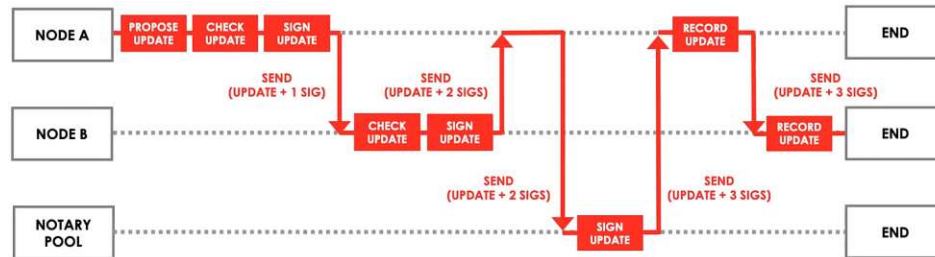 NODE A
PROPOSE
UPDATE
CHECK
UPDATE
SIGN
UPDATE
RECORD
UPDATE
END
SEND
(UPDATE + 1 SIG)
SEND
(UPDATE + 2 SIGS)
SEND
(UPDATE + 3 SIGS)
NODE B
CHECK
UPDATE
SIGN
UPDATE
RECORD
UPDATE
END
SEND
(UPDATE + 2 SIGS)
SEND
(UPDATE + 3 SIGS)
NOTARY
POOL
SIGN
UPDATE
END